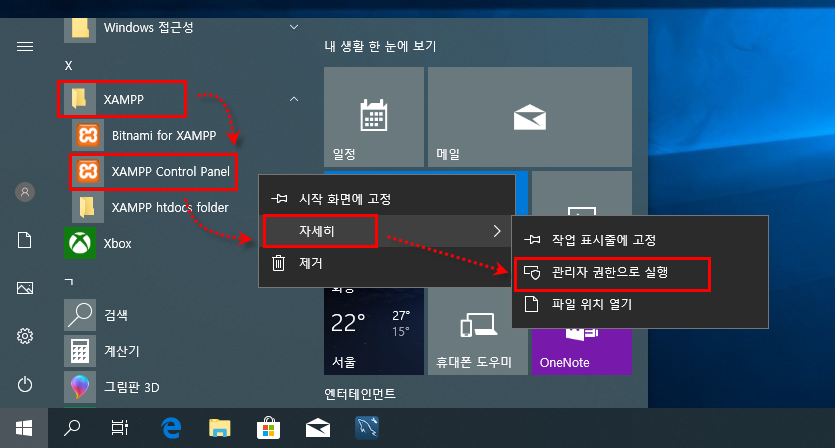 Windows 접근성
X
XAMPP
Bitnami for XAMPP
XAMPP Control Panel
XAMPP htdocs folder
Xbox
ㄱ
검색
계산기
그림판 3D
내 생활 한 눈에 보기
일정
메일
시작 화면에 고정
자세히
제거
작업 표시줄에 고정
관리자 권한으로 실행
파일 위치 열기
22°
27°
15°
서울
휴대폰 도우미
OneNote
엔터테인먼트